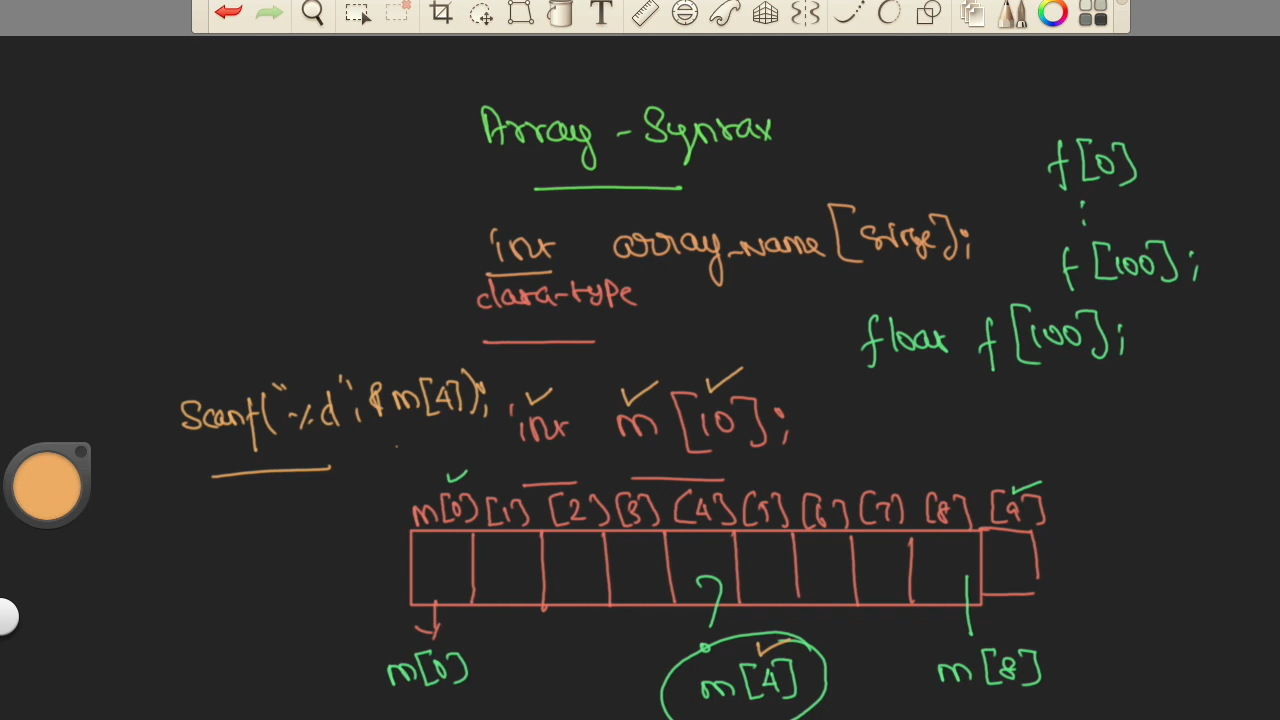 Array - Syntax
int array_name [size];
data-type
f[0]
:
f[100];
float f[100];
Scanf("%d", &m[4]);
int m [10];
m[0] [1] [2] [3] [4] [5] [6] [7] [8] [9]
m[0]
?
m[4]
m[8]